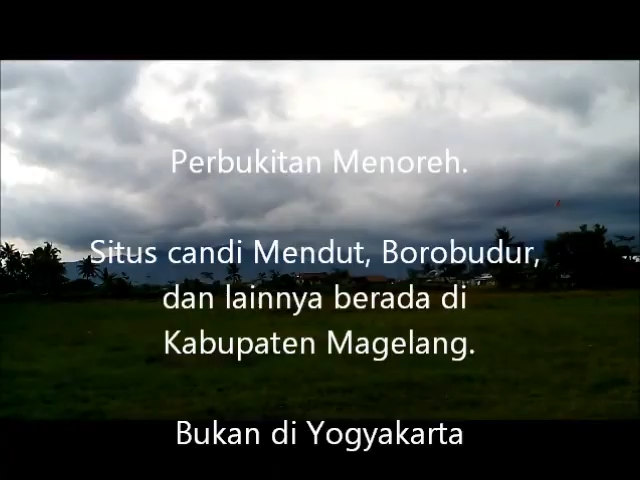 Perbukitan Menoreh.
Situs candi Mendut, Borobudur,
dan lainnya berada di
Kabupaten Magelang.
Bukan di Yogyakarta